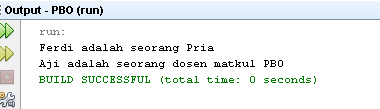 Output - PBO (run)
run:
Ferdi adalah seorang Pria
Aji adalah seorang dosen matkul PBO
BUILD SUCCESSFUL (total time: 0 seconds)